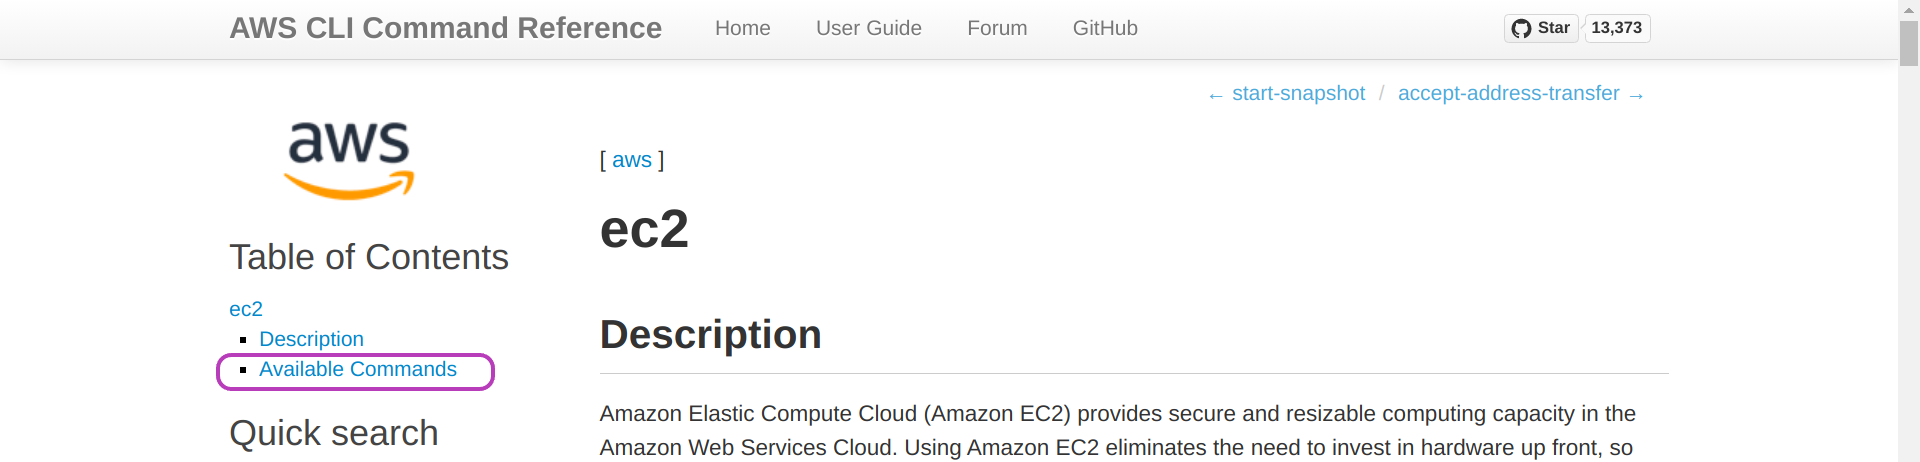 AWS CLI Command Reference Home User Guide Forum GitHub Star 13,373
← start-snapshot / accept-address-transfer →
aws
Table of Contents
ec2
Description
Available Commands
Quick search
[ aws ]
ec2
Description
Amazon Elastic Compute Cloud (Amazon EC2) provides secure and resizable computing capacity in the
Amazon Web Services Cloud. Using Amazon EC2 eliminates the need to invest in hardware up front, so